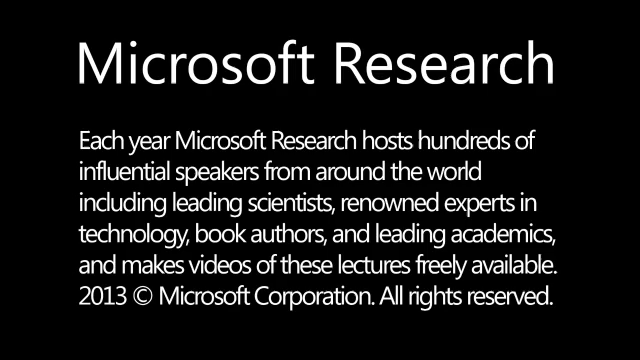 Microsoft Research
Each year Microsoft Research hosts hundreds of
influential speakers from around the world
including leading scientists, renowned experts in
technology, book authors, and leading academics,
and makes videos of these lectures freely available.
2013 © Microsoft Corporation. All rights reserved.